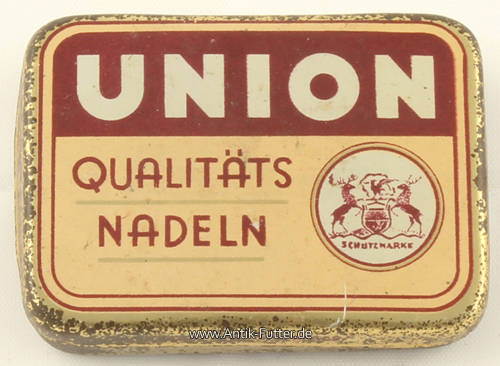 UNION
QUALITÄTS
NADELN
SCHUTZMARKE
www.Antik-Futter.de